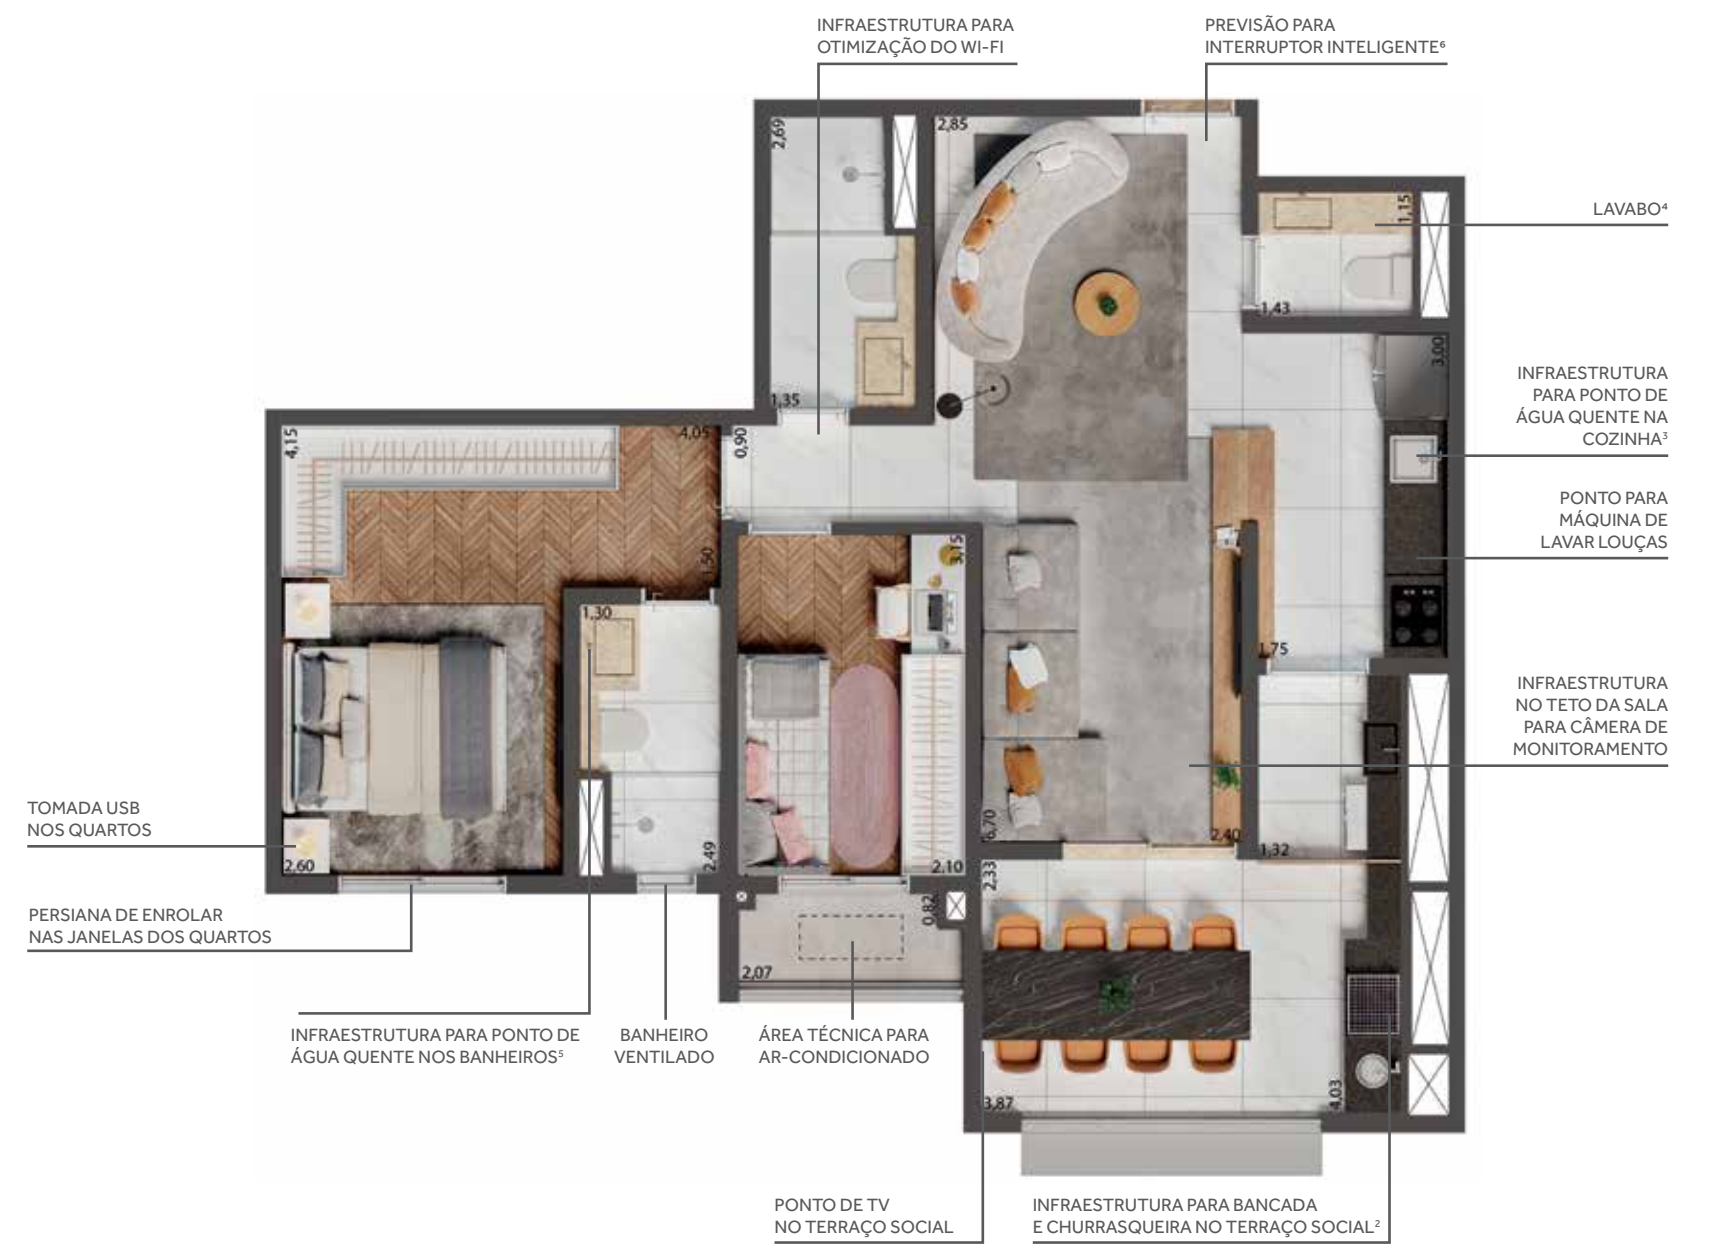 INFRAESTRUTURA PARA
OTIMIZAÇÃO DO WI-FI
PREVISÃO PARA
INTERRUPTOR INTELIGENTE⁶
2,69
2,85
1,15
LAVABO⁴
1,43
3,00
INFRAESTRUTURA
PARA PONTO DE
ÁGUA QUENTE NA
COZINHA³
1,35
4,15
4,05
0,90
PONTO PARA
MÁQUINA DE
LAVAR LOUÇAS
1,50
3,15
1,30
1,75
INFRAESTRUTURA
NO TETO DA SALA
PARA CÂMERA DE
MONITORAMENTO
TOMADA USB
NOS QUARTOS
6,70
2,40
2,60
2,49
2,10
1,32
2,33
0,82
PERSIANA DE ENROLAR
NAS JANELAS DOS QUARTOS
2,07
INFRAESTRUTURA PARA PONTO DE
ÁGUA QUENTE NOS BANHEIROS⁵
BANHEIRO
VENTILADO
ÁREA TÉCNICA PARA
AR-CONDICIONADO
3,87
4,03
PONTO DE TV
NO TERRAÇO SOCIAL
INFRAESTRUTURA PARA BANCADA
E CHURRASQUEIRA NO TERRAÇO SOCIAL²